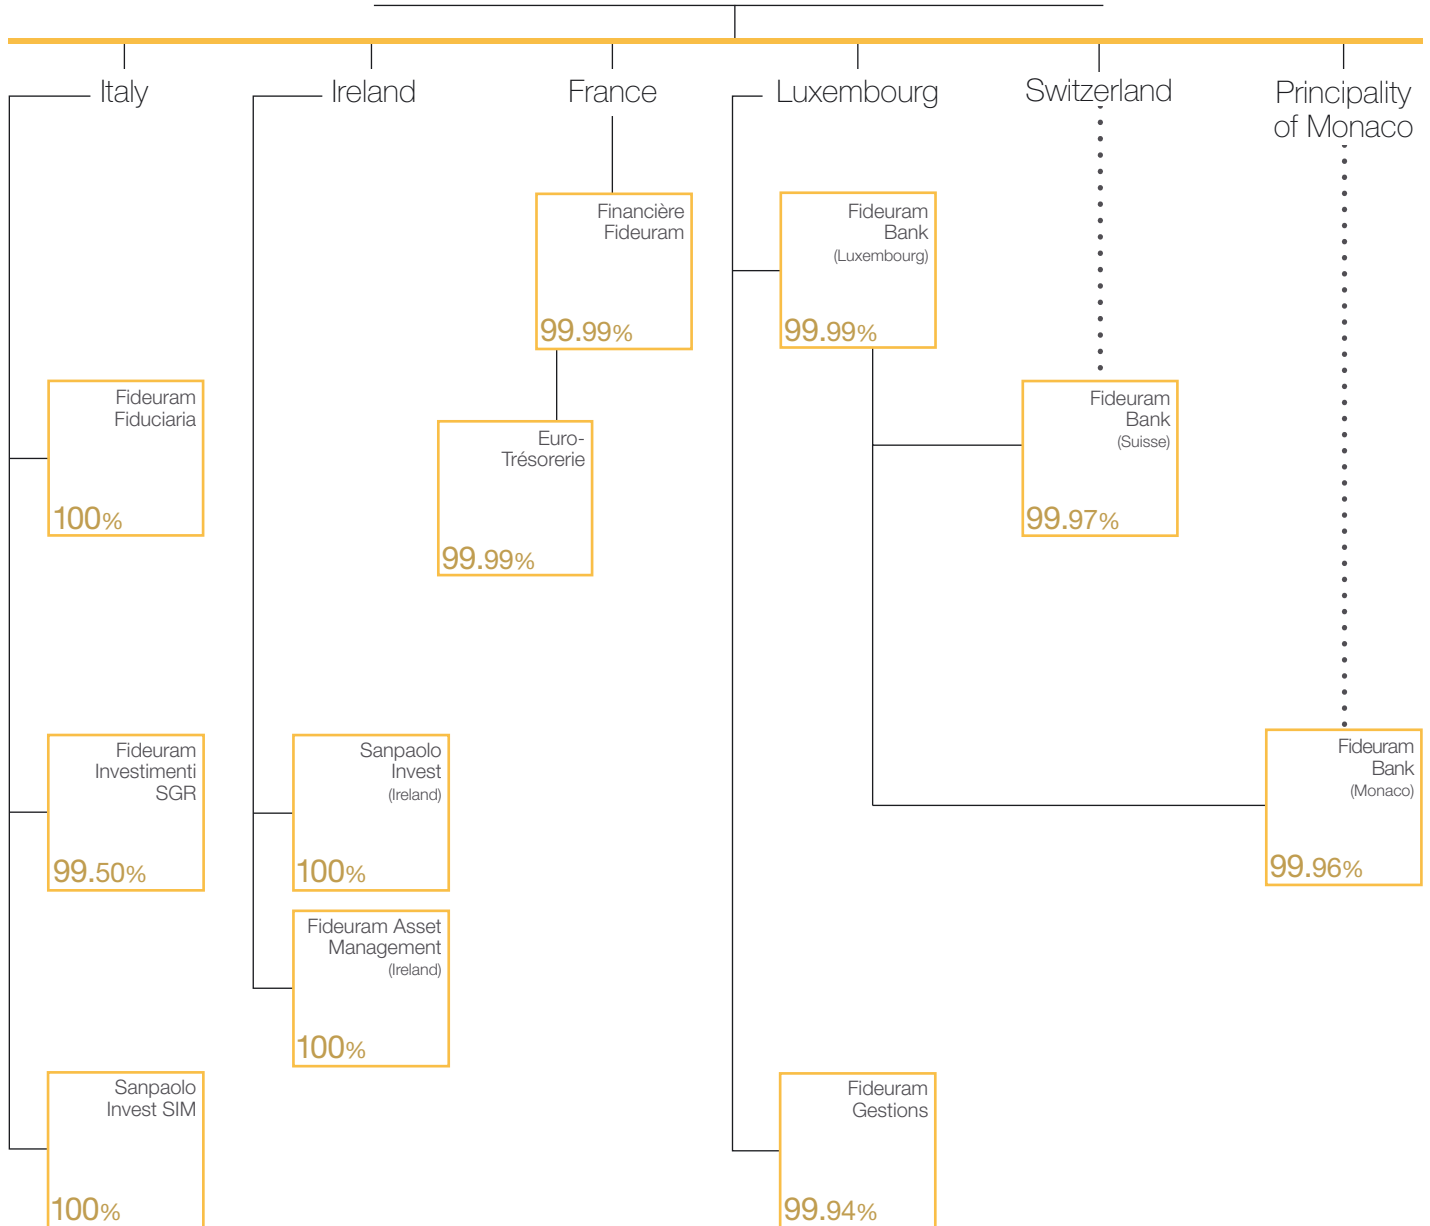 Italy
Ireland
France
Luxembourg
Switzerland
Principality
of Monaco
Financière
Fideuram
99.99%
Fideuram
Bank
(Luxembourg)
99.99%
Fideuram
Fiduciaria
100%
Euro-
Trésorerie
99.99%
Fideuram
Bank
(Suisse)
99.97%
Fideuram
Investimenti
SGR
99.50%
Sanpaolo
Invest
(Ireland)
100%
Fideuram
Bank
(Monaco)
99.96%
Fideuram Asset
Management
(Ireland)
100%
Sanpaolo
Invest SIM
100%
Fideuram
Gestions
99.94%